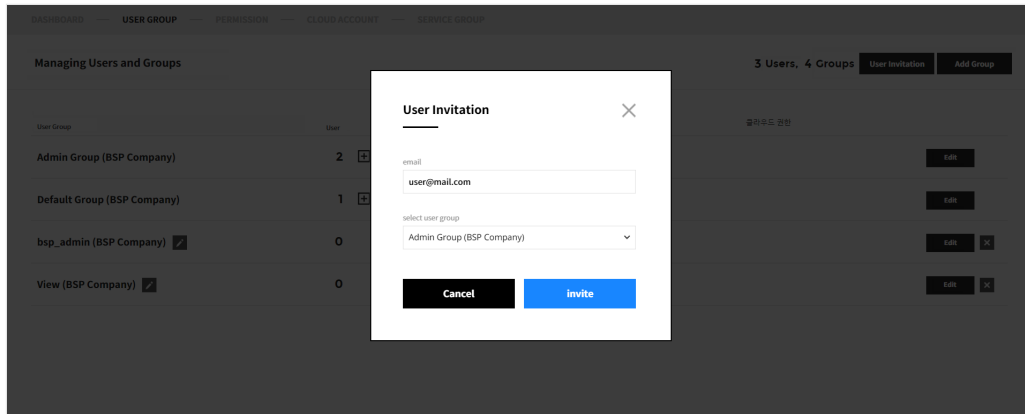 DASHBOARD — USER GROUP — PERMISSION — CLOUD ACCOUNT — SERVICE GROUP
Managing Users and Groups
3 Users, 4 Groups User Invitation Add Group
User Group User 클라우드 권한
Admin Group (BSP Company) 2 Edit
Default Group (BSP Company) 1 Edit
bsp_admin (BSP Company) 0 Edit
View (BSP Company) 0 Edit
User Invitation
email
user@mail.com
select user group
Admin Group (BSP Company)
Cancel invite